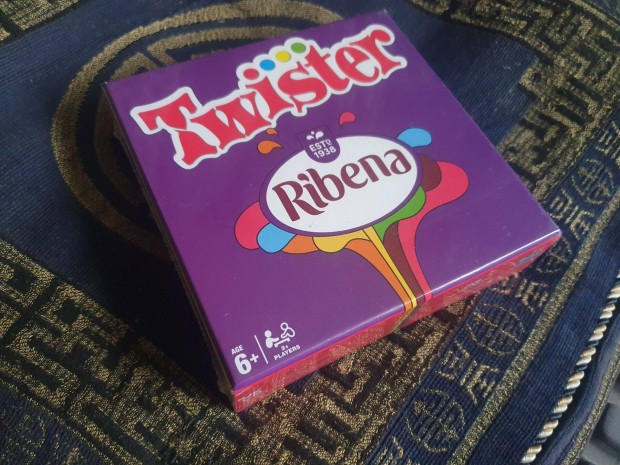 Twister
ESTD
1938
Ribena
AGE
6+
2+
PLAYERS